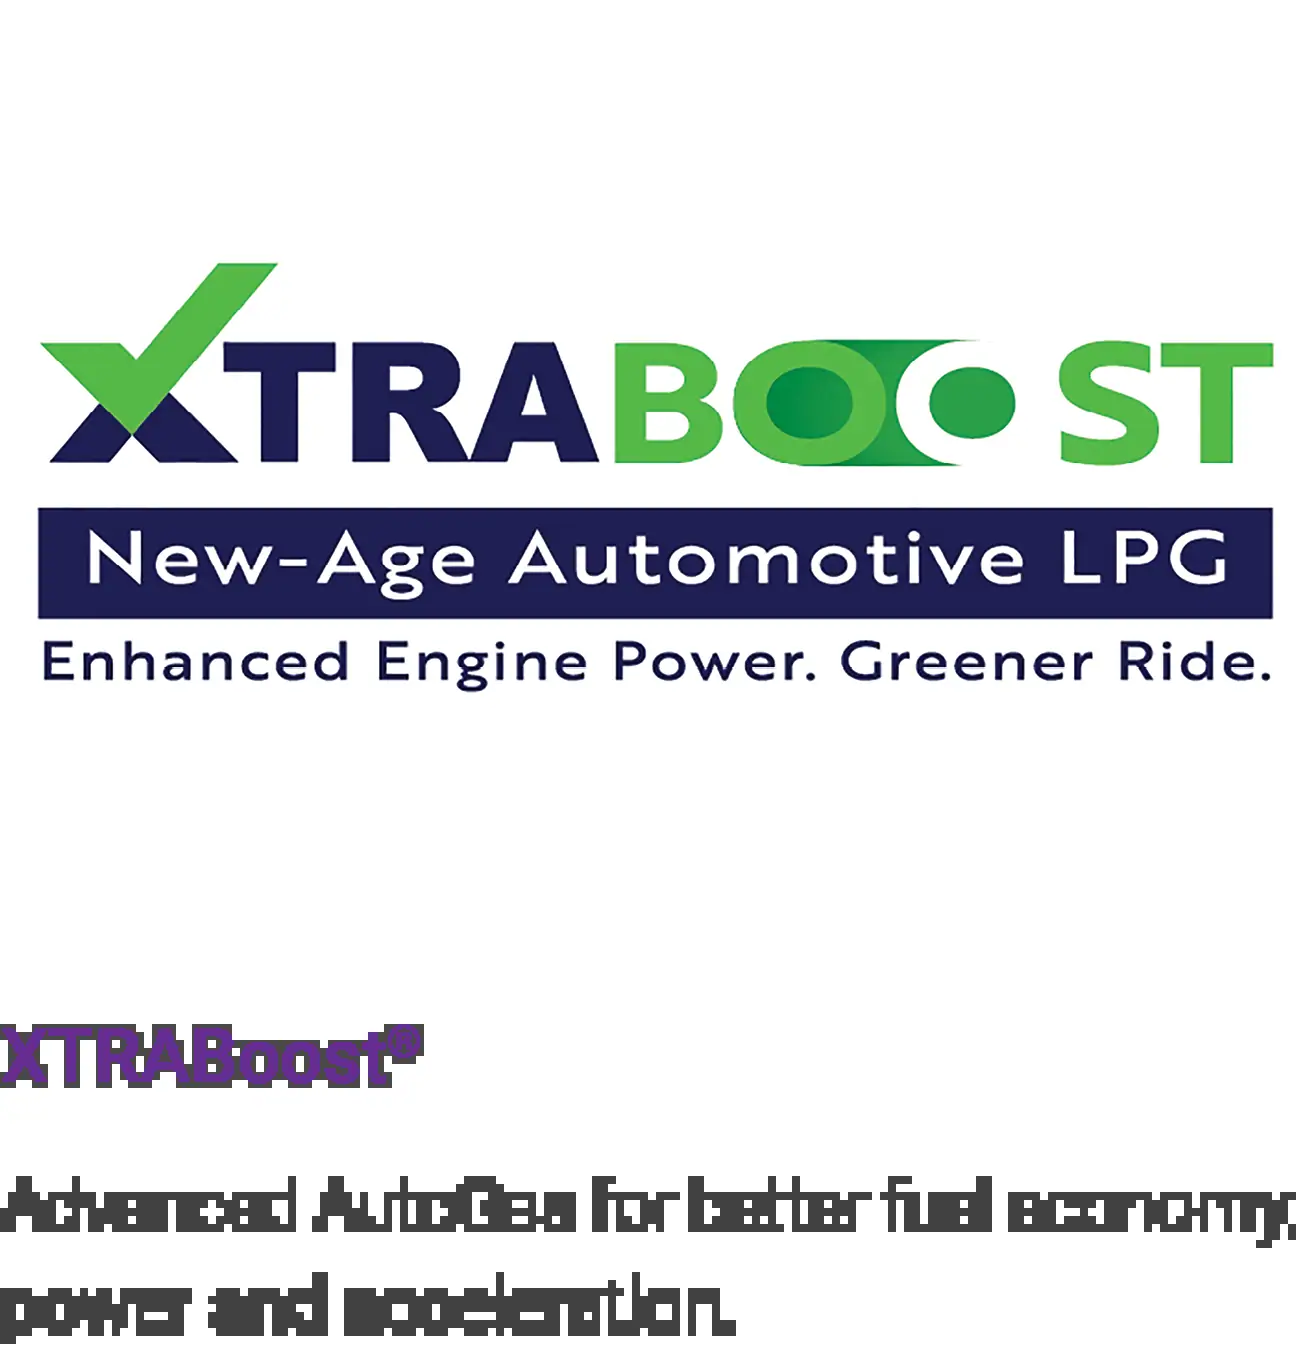 XTRABOOST
New-Age Automotive LPG
Enhanced Engine Power. Greener Ride.
XTRABoost®
Advanced AutoGas for better fuel economy,
power and acceleration.